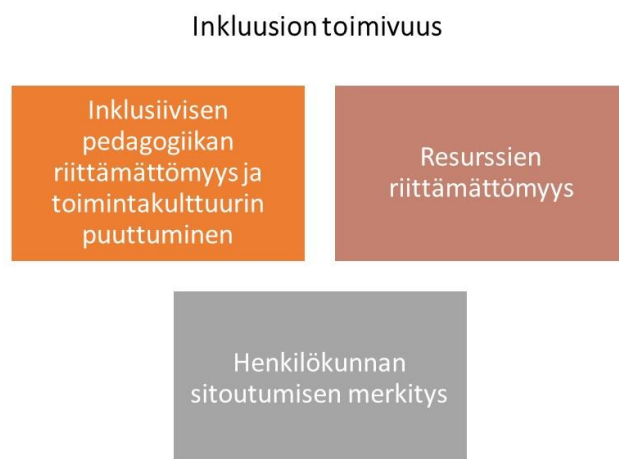 Inkluusion toimivuus
Inklusiivisen
pedagogiikan
riittämättömyys ja
toimintakulttuurin
puuttuminen
Resurssien
riittämättömyys
Henkilökunnan
sitoutumisen merkitys